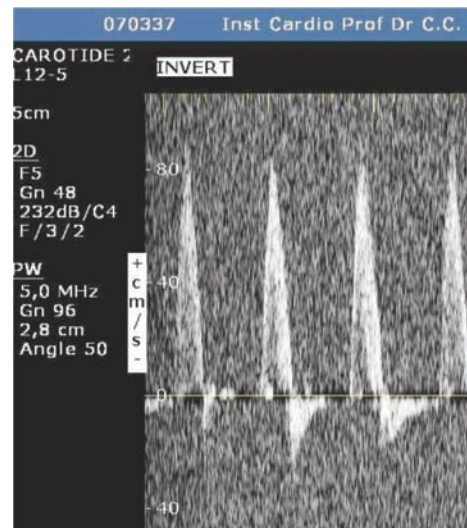 070337 Inst Cardio Prof Dr C.C.
CAROTIDE 2
L12-5
INVERT
5cm
2D
F5
Gn 48
232dB/C4
F/3/2
PW
5,0 MHz
Gn 96
2,8 cm
Angle 50
+
c
m
/
s
-
80
40
0
40